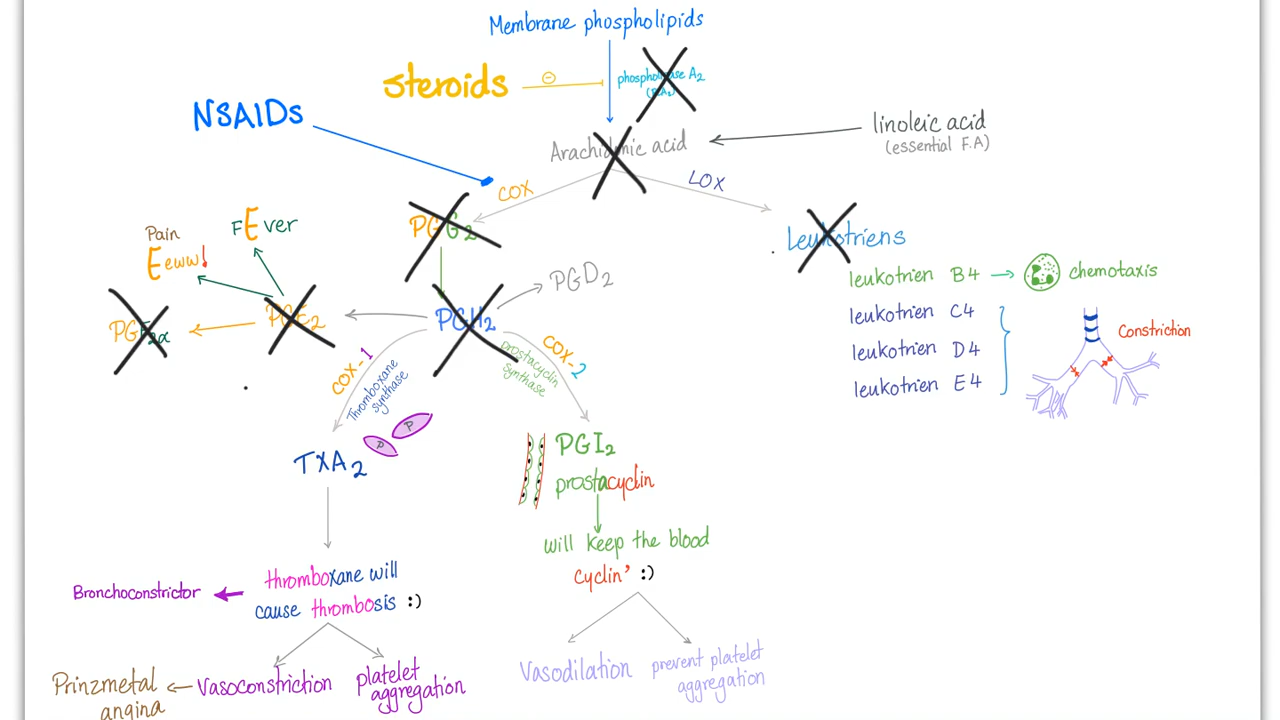 Membrane phospholipids
steroids
phospholipase A2
(PLA2)
NSAIDs
linoleic acid
(essential F.A)
Arachidonic acid
COX
LOX
PGG2
Pain
Eeww!
FEver
Leukotriens
leukotrien B4
chemotaxis
PGD2
PGH2
PGE2
PGF2α
leukotrien C4
leukotrien D4
leukotrien E4
Constriction
COX-1
Thromboxane
synthase
COX-2
prostacyclin
synthase
P
P
TXA2
PGI2
prostacyclin
will keep the blood
cyclin' :)
thromboxane will
cause thrombosis :)
Bronchoconstrictor
Vasodilation
prevent platelet
aggregation
Prinzmetal
angina
Vasoconstriction
platelet
aggregation